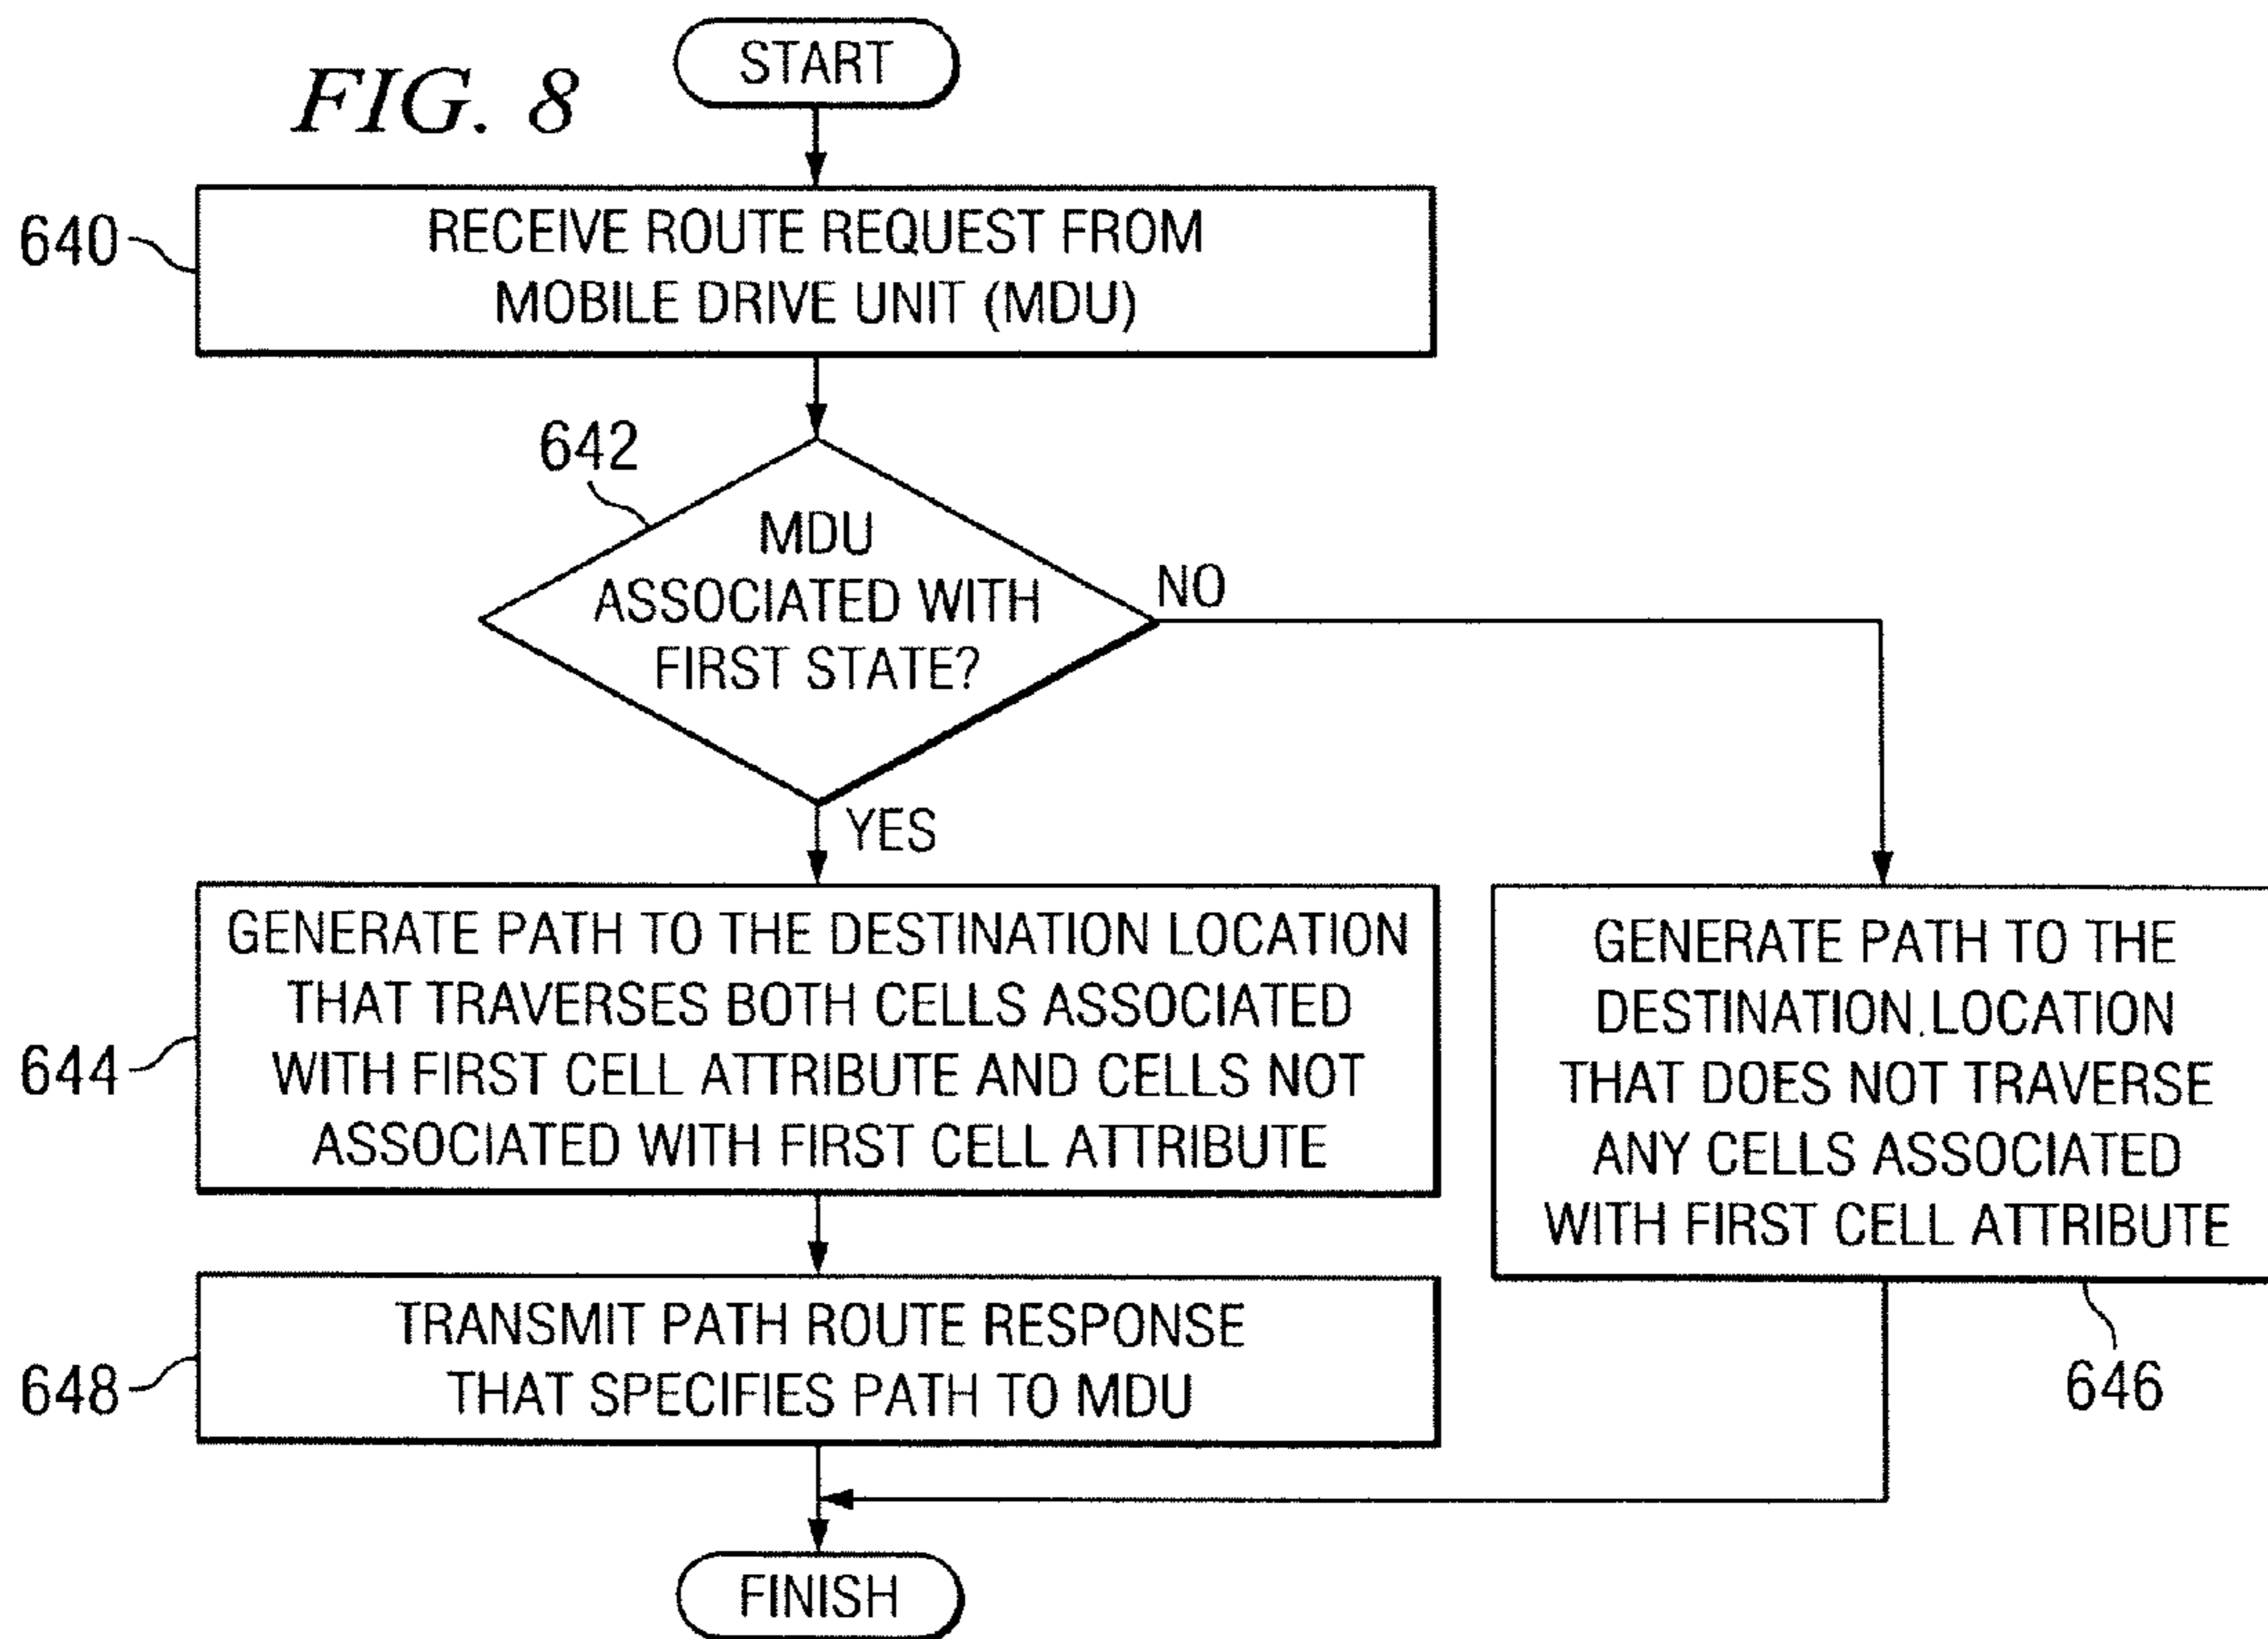 FIG. 8
START
640
RECEIVE ROUTE REQUEST FROM
MOBILE DRIVE UNIT (MDU)
642
MDU
ASSOCIATED WITH
FIRST STATE?
NO
YES
644
GENERATE PATH TO THE DESTINATION LOCATION
THAT TRAVERSES BOTH CELLS ASSOCIATED
WITH FIRST CELL ATTRIBUTE AND CELLS NOT
ASSOCIATED WITH FIRST CELL ATTRIBUTE
GENERATE PATH TO THE
DESTINATION LOCATION
THAT DOES NOT TRAVERSE
ANY CELLS ASSOCIATED
WITH FIRST CELL ATTRIBUTE
646
648
TRANSMIT PATH ROUTE RESPONSE
THAT SPECIFIES PATH TO MDU
FINISH